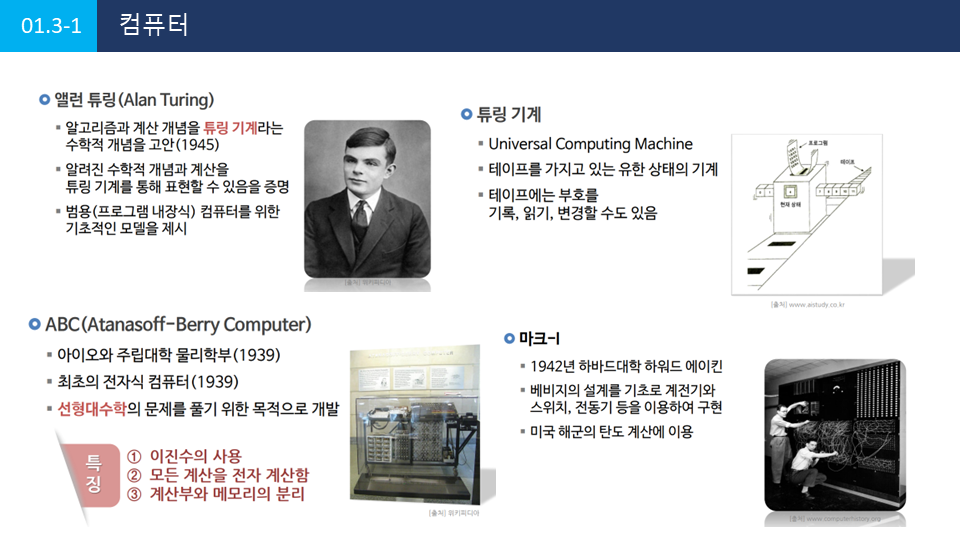 01.3-1
컴퓨터
앨런 튜링(Alan Turing)
알고리즘과 계산 개념을 튜링 기계라는
수학적 개념을 고안(1945)
알려진 수학적 개념과 계산을
튜링 기계를 통해 표현할 수 있음을 증명
범용(프로그램 내장식) 컴퓨터를 위한
기초적인 모델을 제시
[출처] 위키피디아
튜링 기계
Universal Computing Machine
테이프를 가지고 있는 유한 상태의 기계
테이프에는 부호를
기록, 읽기, 변경할 수도 있음
프로그램
테이프
현재 상태
[출처] www.aistudy.co.kr
ABC(Atanasoff-Berry Computer)
아이오와 주립대학 물리학부(1939)
최초의 전자식 컴퓨터(1939)
선형대수학의 문제를 풀기 위한 목적으로 개발
특징
① 이진수의 사용
② 모든 계산을 전자 계산함
③ 계산부와 메모리의 분리
[출처] 위키피디아
마크-I
1942년 하바드대학 하워드 에이킨
베비지의 설계를 기초로 계전기와
스위치, 전동기 등을 이용하여 구현
미국 해군의 탄도 계산에 이용
[출처] www.computerhistory.org